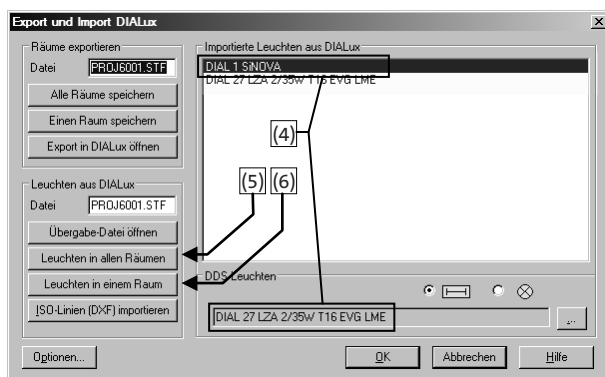 Export und Import DIALux
Räume exportieren
Datei PROJ6001.STF
Alle Räume speichern
Einen Raum speichern
Export in DIALux öffnen
Leuchten aus DIALux
Datei PROJ6001.STF
Übergabe-Datei öffnen
Leuchten in allen Räumen
Leuchten in einem Raum
ISO-Linien (DXF) importieren
Importierte Leuchten aus DIALux
DIAL 1 SiNOVA
DIAL 27 LZA 2/35W T16 EVG LME
(4)
(5) (6)
DDS Leuchten
DIAL 27 LZA 2/35W T16 EVG LME
...
Optionen...
OK
Abbrechen
Hilfe